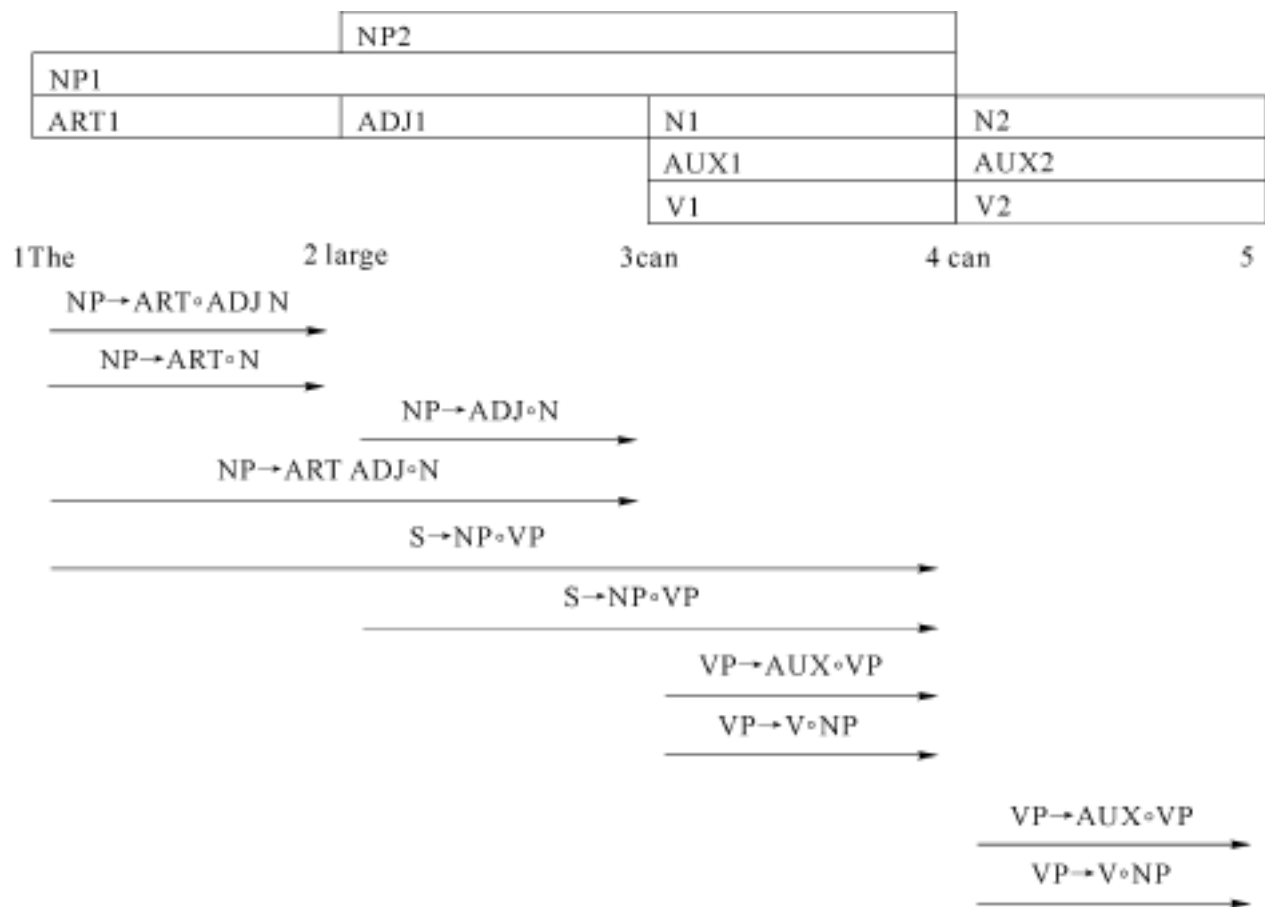 NP2
NP1
ART1 ADJ1 N1 N2
AUX1 AUX2
V1 V2
1The 2 large 3can 4 can 5
NP→ART∘ADJ N
NP→ART∘N
NP→ADJ∘N
NP→ART ADJ∘N
S→NP∘VP
S→NP∘VP
VP→AUX∘VP
VP→V∘NP
VP→AUX∘VP
VP→V∘NP